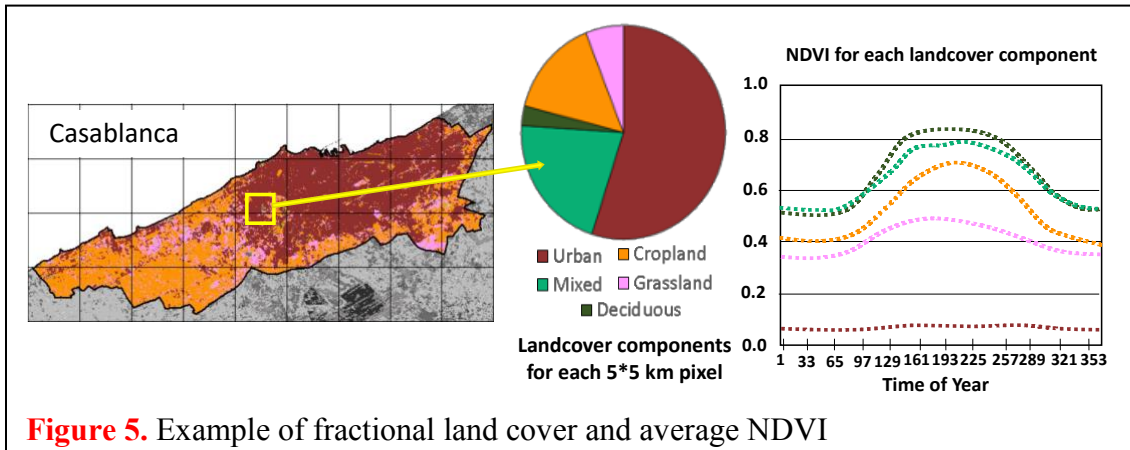 Casablanca
Urban
Cropland
Mixed
Grassland
Deciduous
Landcover components
for each 5*5 km pixel
NDVI for each landcover component
1.0
0.8
0.6
0.4
0.2
0.0
1 33 65 97 129 161 193 225 257 289 321 353
Time of Year
Figure 5. Example of fractional land cover and average NDVI